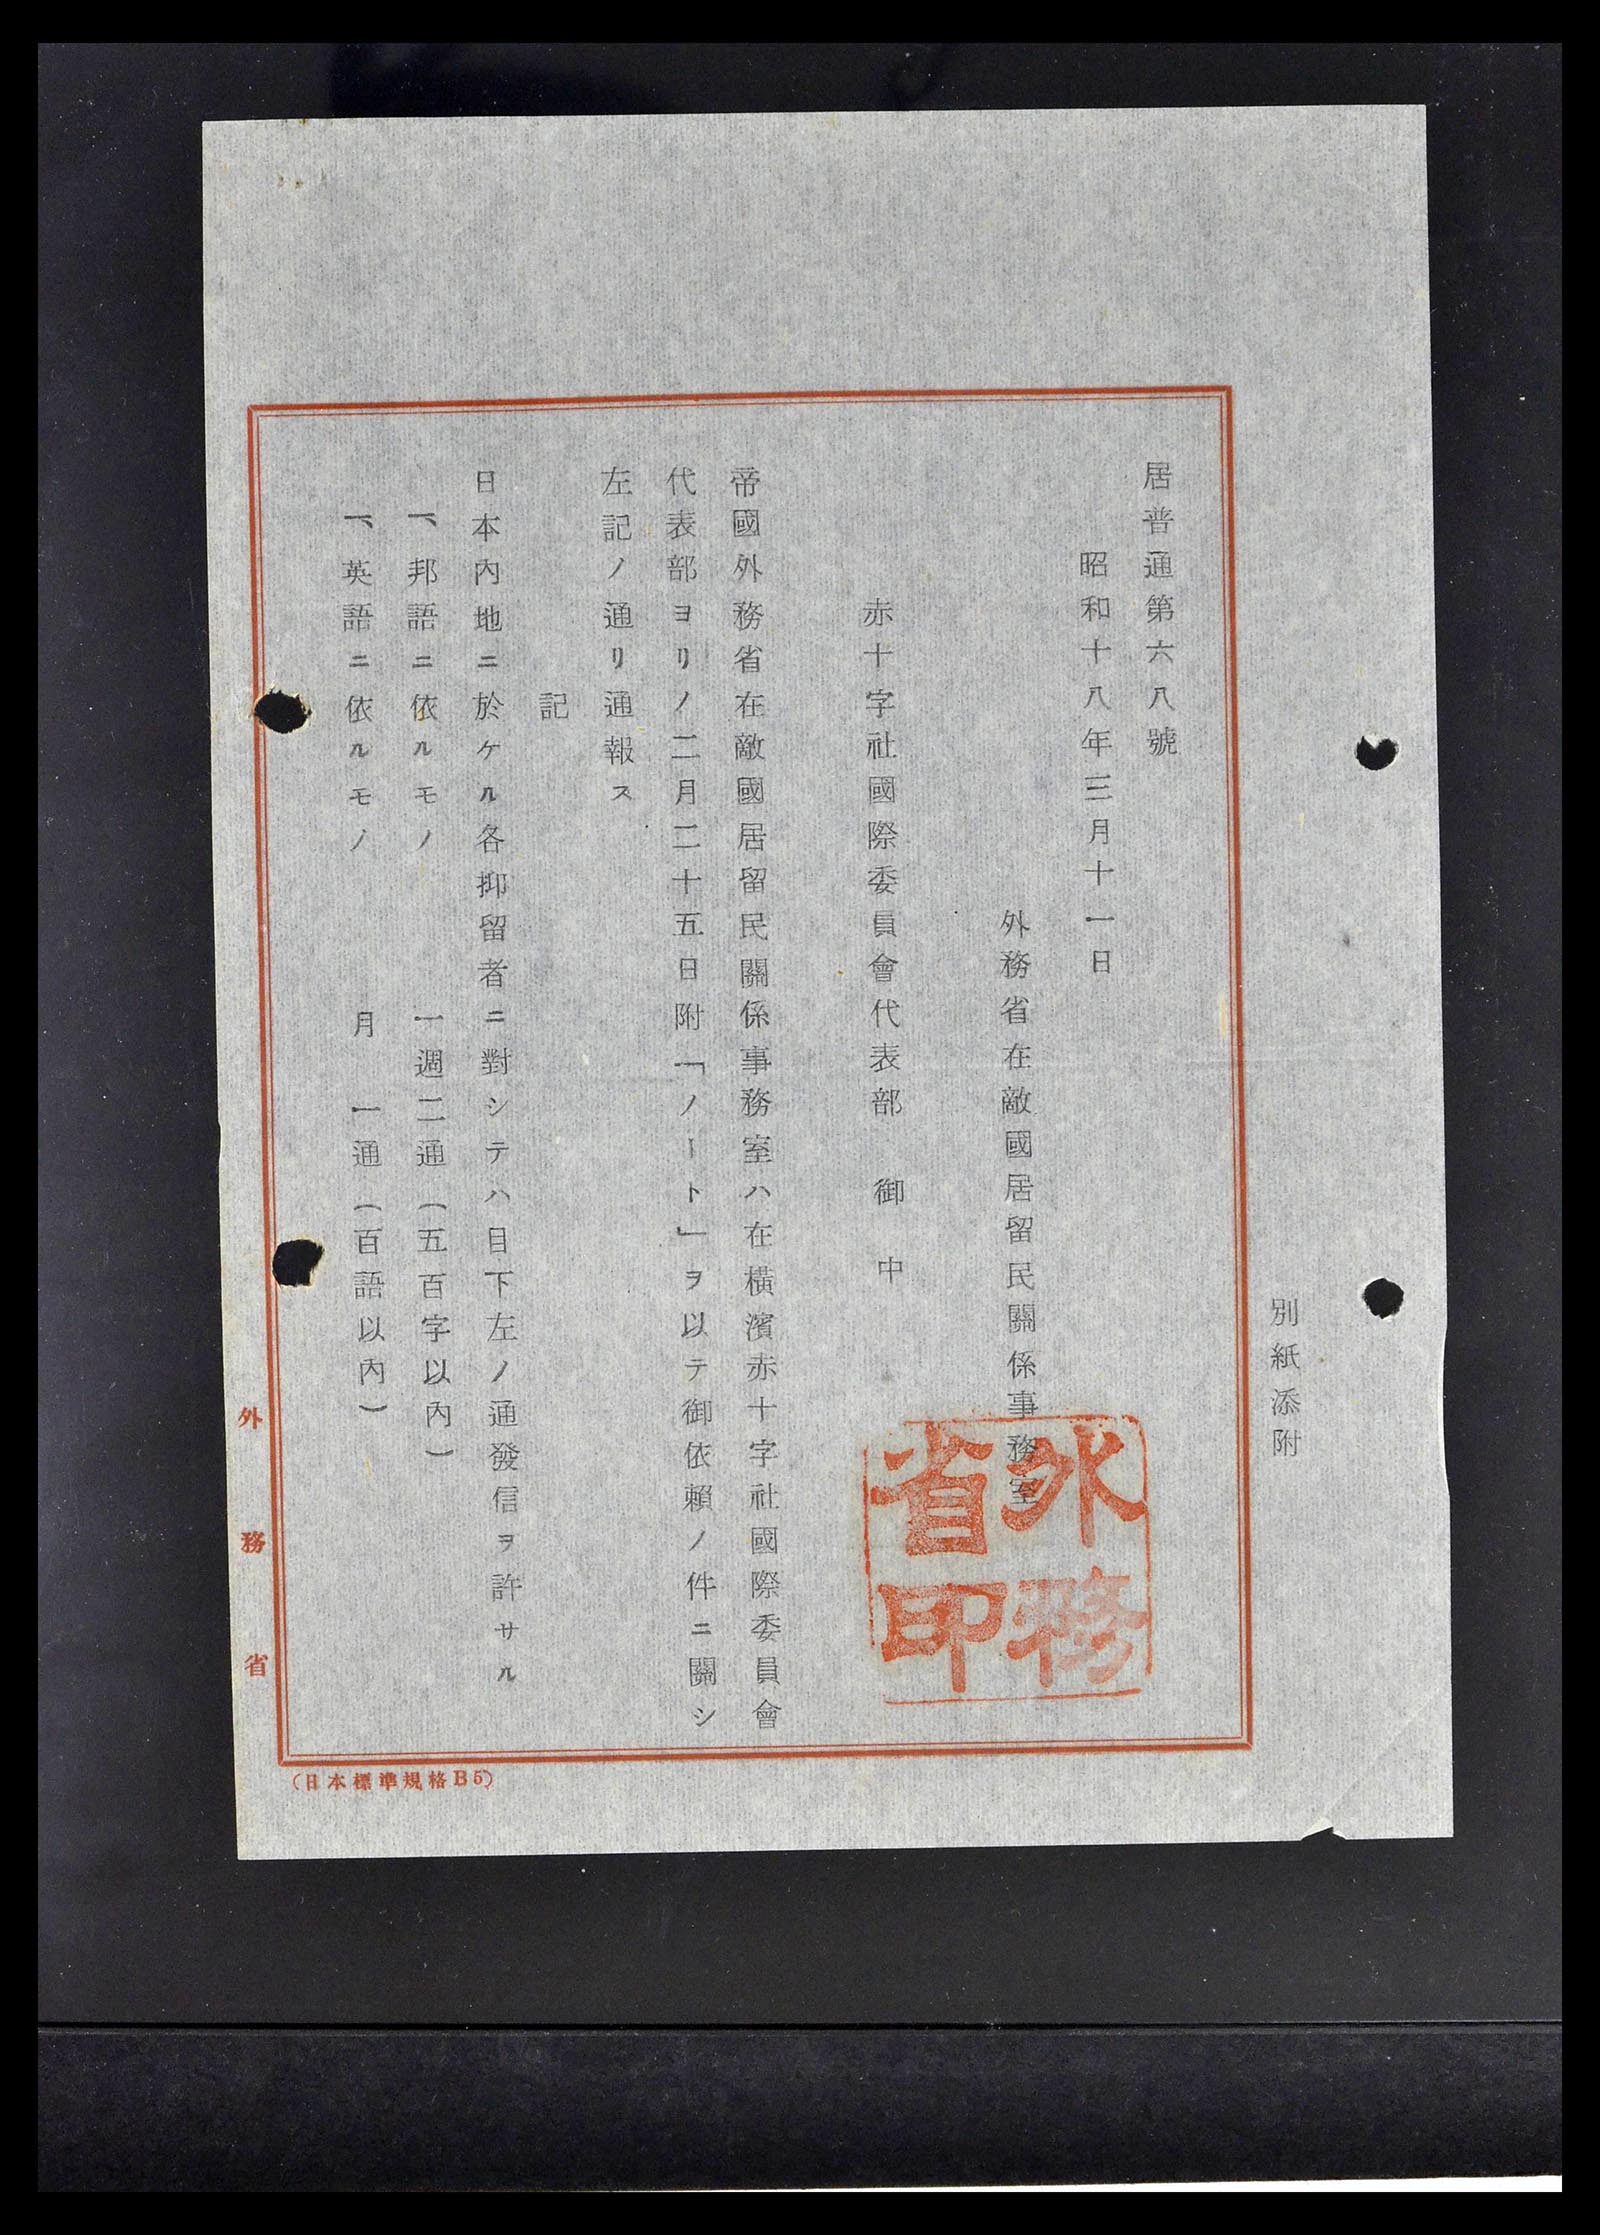 別紙添附
居普通第六八號
昭和十八年三月十一日
外務省在敵國居留民關係事務室
外務省印
赤十字社國際委員會代表部 御中
帝國外務省在敵國居留民關係事務室ハ在橫濱赤十字社國際委員會
代表部ヨリノ二月二十五日附「ノート」ヲ以テ御依賴ノ件ニ關シ
左記ノ通リ通報ス
記
日本內地ニ於ケル各抑留者ニ對シテハ目下左ノ通發信ヲ許サル
一、邦語ニ依ルモノ 一週二通(五百字以內)
一、英語ニ依ルモノ 月 一通(百語以內)
外務省
(日本標準規格B5)